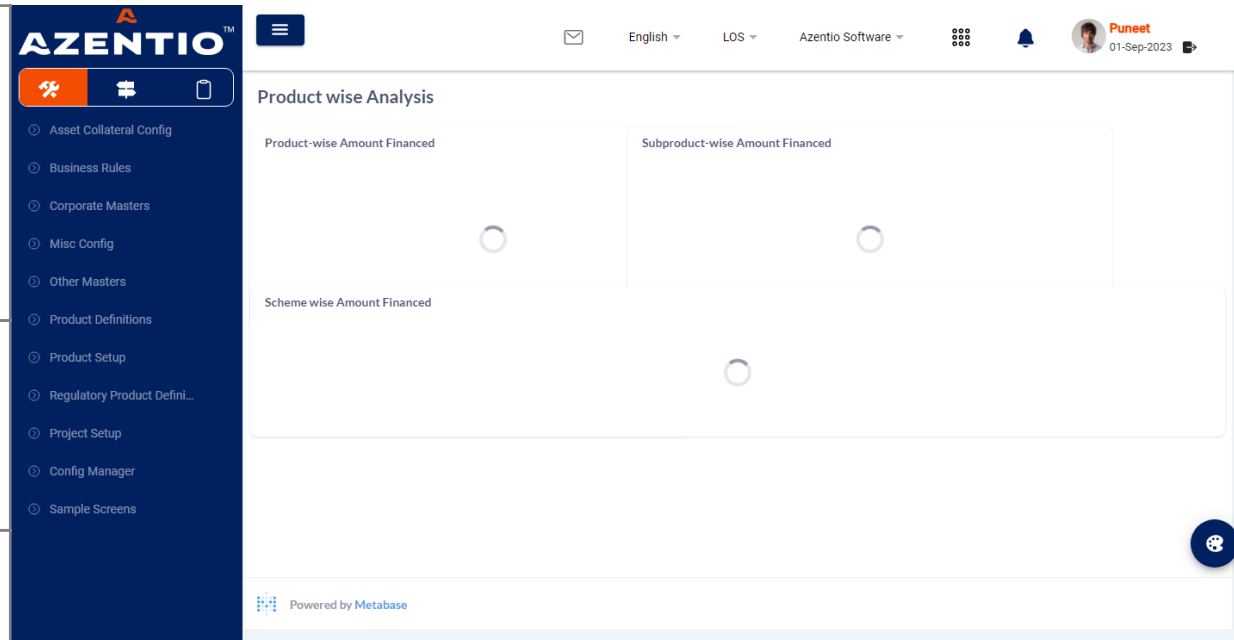 AZENTIO™
English
LOS
Azentio Software
Puneet
01-Sep-2023
Asset Collateral Config
Business Rules
Corporate Masters
Misc Config
Other Masters
Product Definitions
Product Setup
Regulatory Product Defini...
Project Setup
Config Manager
Sample Screens
Product wise Analysis
Product-wise Amount Financed
Subproduct-wise Amount Financed
Scheme wise Amount Financed
Powered by Metabase